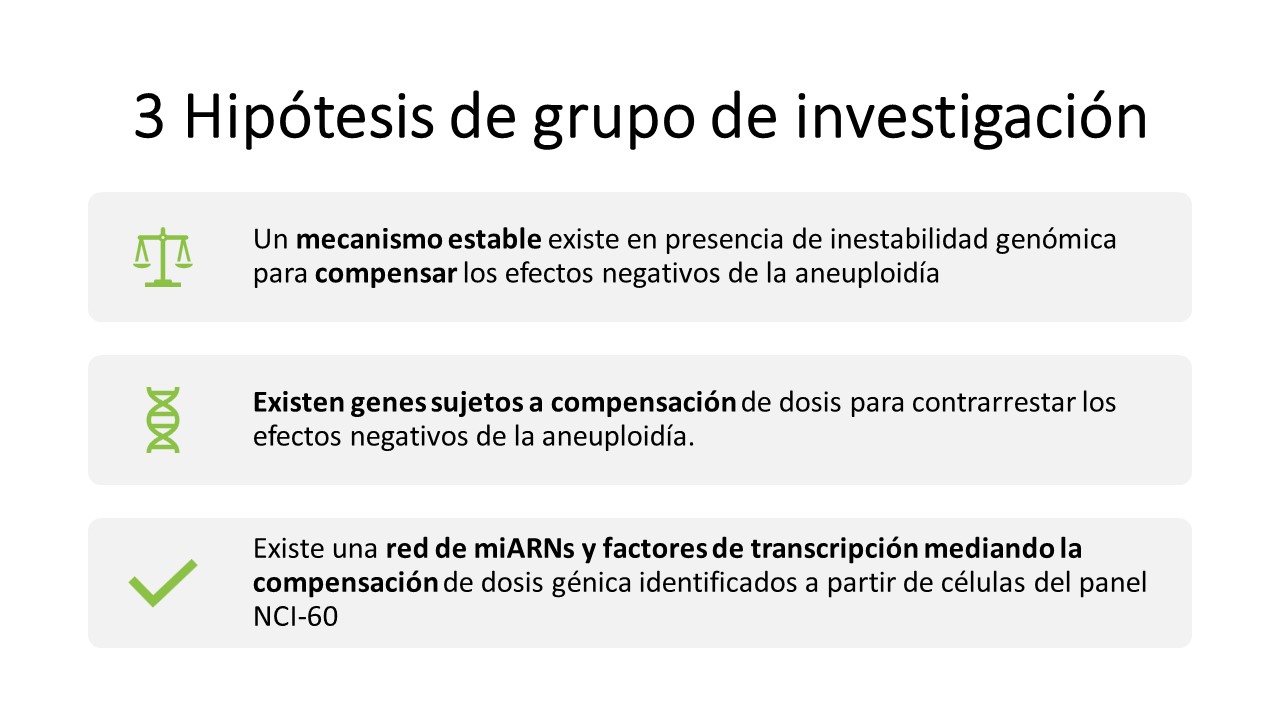 3 Hipótesis de grupo de investigación
Un mecanismo estable existe en presencia de inestabilidad genómica
para compensar los efectos negativos de la aneuploidía
Existen genes sujetos a compensación de dosis para contrarrestar los
efectos negativos de la aneuploidía.
Existe una red de miARNs y factores de transcripción mediando la
compensación de dosis génica identificados a partir de células del panel
NCI-60